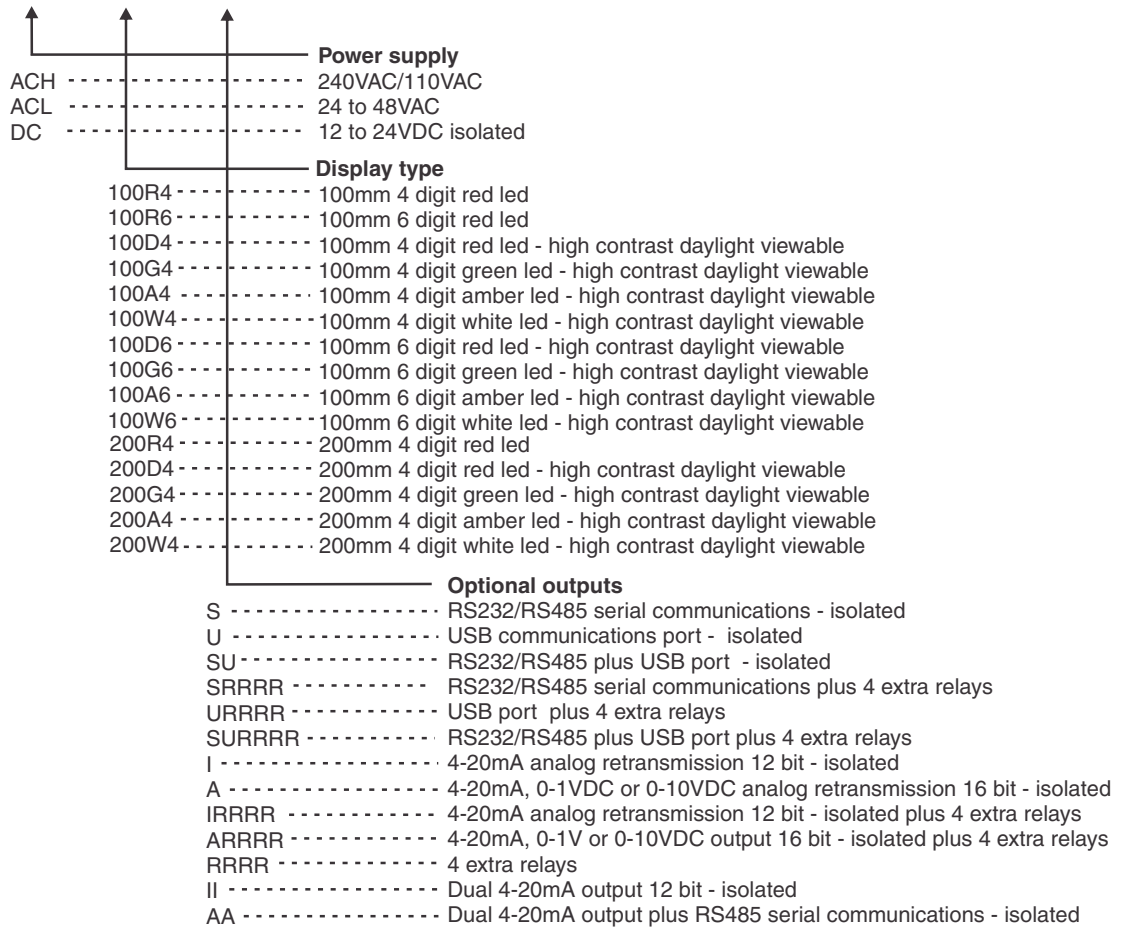 Power supply
ACH 240VAC/110VAC
ACL 24 to 48VAC
DC 12 to 24VDC isolated
Display type
100R4 100mm 4 digit red led
100R6 100mm 6 digit red led
100D4 100mm 4 digit red led - high contrast daylight viewable
100G4 100mm 4 digit green led - high contrast daylight viewable
100A4 100mm 4 digit amber led - high contrast daylight viewable
100W4 100mm 4 digit white led - high contrast daylight viewable
100D6 100mm 6 digit red led - high contrast daylight viewable
100G6 100mm 6 digit green led - high contrast daylight viewable
100A6 100mm 6 digit amber led - high contrast daylight viewable
100W6 100mm 6 digit white led - high contrast daylight viewable
200R4 200mm 4 digit red led
200D4 200mm 4 digit red led - high contrast daylight viewable
200G4 200mm 4 digit green led - high contrast daylight viewable
200A4 200mm 4 digit amber led - high contrast daylight viewable
200W4 200mm 4 digit white led - high contrast daylight viewable
Optional outputs
S RS232/RS485 serial communications - isolated
U USB communications port - isolated
SU RS232/RS485 plus USB port - isolated
SRRRR RS232/RS485 serial communications plus 4 extra relays
URRRR USB port plus 4 extra relays
SURRRR RS232/RS485 plus USB port plus 4 extra relays
I 4-20mA analog retransmission 12 bit - isolated
A 4-20mA, 0-1VDC or 0-10VDC analog retransmission 16 bit - isolated
IRRRR 4-20mA analog retransmission 12 bit - isolated plus 4 extra relays
ARRRR 4-20mA, 0-1V or 0-10VDC output 16 bit - isolated plus 4 extra relays
RRRR 4 extra relays
II Dual 4-20mA output 12 bit - isolated
AA Dual 4-20mA output plus RS485 serial communications - isolated